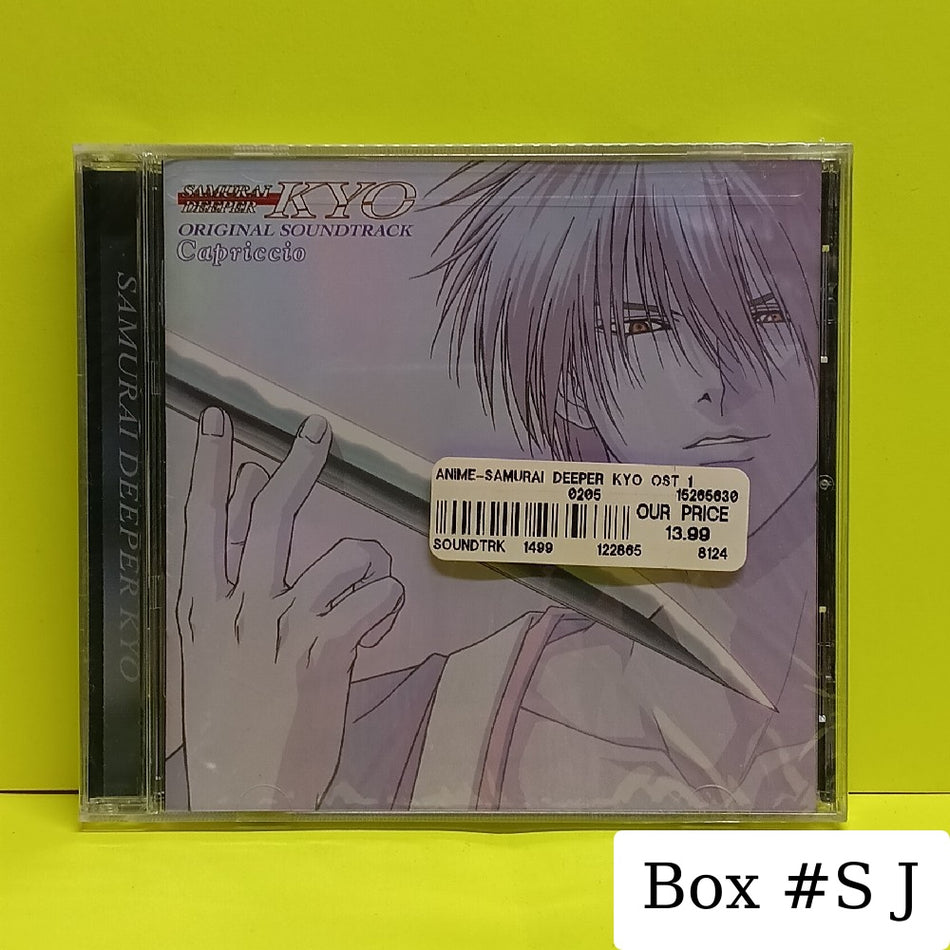 SAMURAI
DEEPER KYO
ORIGINAL SOUNDTRACK
Capriccio
SAMURAI DEEPER KYO
ANIME-SAMURAI DEEPER KYO OST 1
0205 15265630
OUR PRICE
13.99
SOUNDTRK 1499 122665 8124
Box #S J